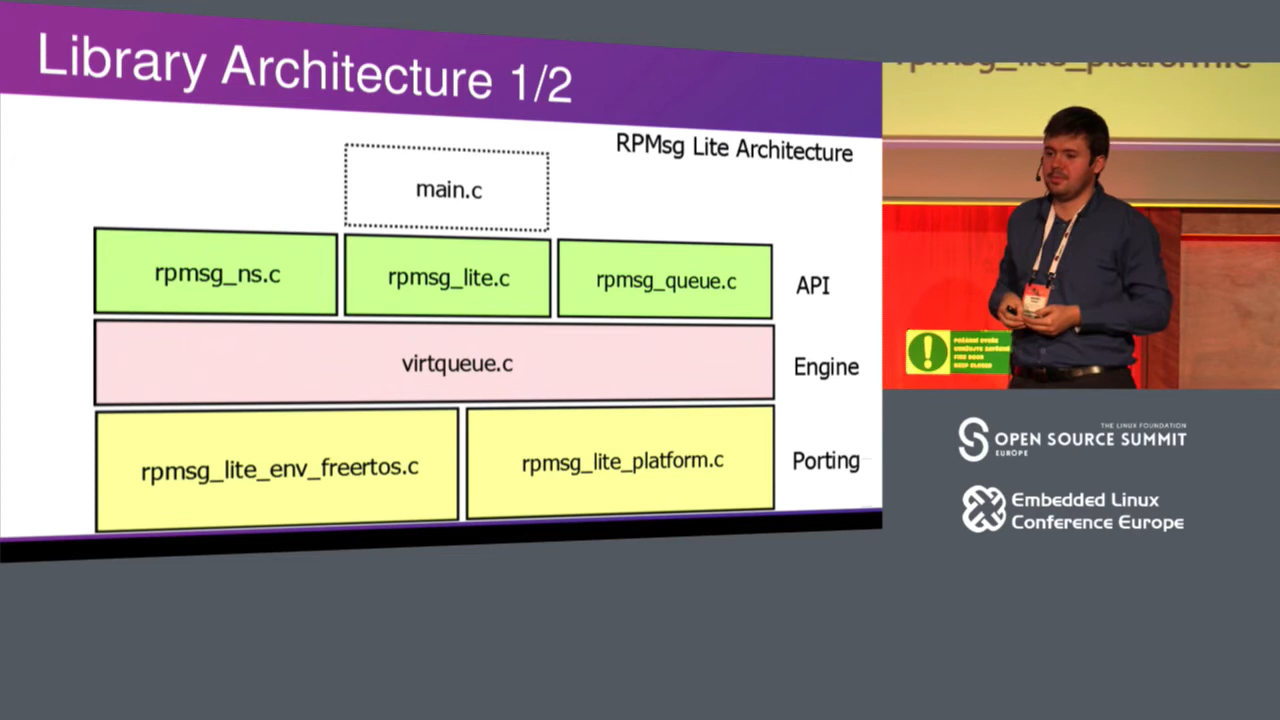 Library Architecture 1/2
RPMsg Lite Architecture
main.c
rpmsg_ns.c
rpmsg_lite.c
rpmsg_queue.c
API
virtqueue.c
Engine
rpmsg_lite_env_freertos.c
rpmsg_lite_platform.c
Porting
rpmsg_lite_platform.c
THE LINUX FOUNDATION
OPEN SOURCE SUMMIT
EUROPE
Embedded Linux
Conference Europe